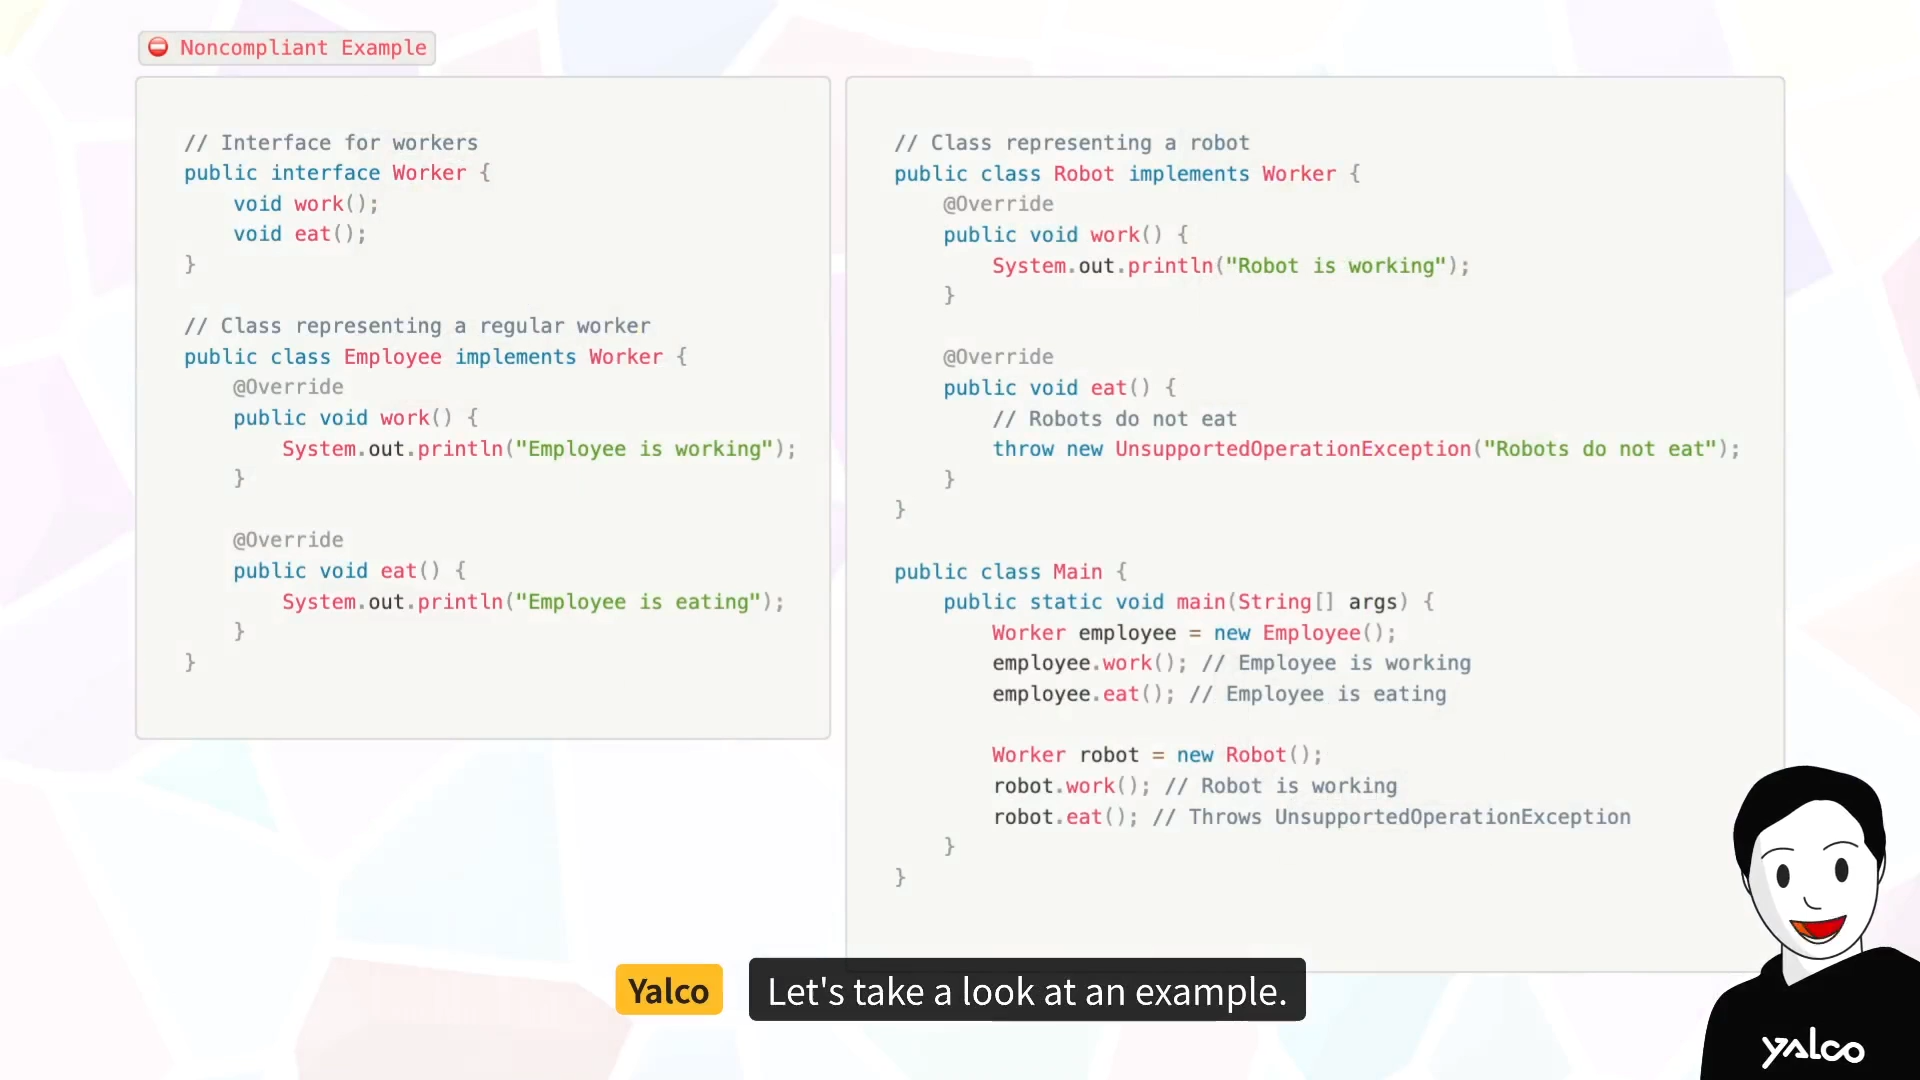 Noncompliant Example
// Interface for workers
public interface Worker {
    void work();
    void eat();
}

// Class representing a regular worker
public class Employee implements Worker {
    @Override
    public void work() {
        System.out.println("Employee is working");
    }

    @Override
    public void eat() {
        System.out.println("Employee is eating");
    }
}

// Class representing a robot
public class Robot implements Worker {
    @Override
    public void work() {
        System.out.println("Robot is working");
    }

    @Override
    public void eat() {
        // Robots do not eat
        throw new UnsupportedOperationException("Robots do not eat");
    }
}

public class Main {
    public static void main(String[] args) {
        Worker employee = new Employee();
        employee.work(); // Employee is working
        employee.eat(); // Employee is eating

        Worker robot = new Robot();
        robot.work(); // Robot is working
        robot.eat(); // Throws UnsupportedOperationException
    }
}
Yalco Let's take a look at an example.
yalco